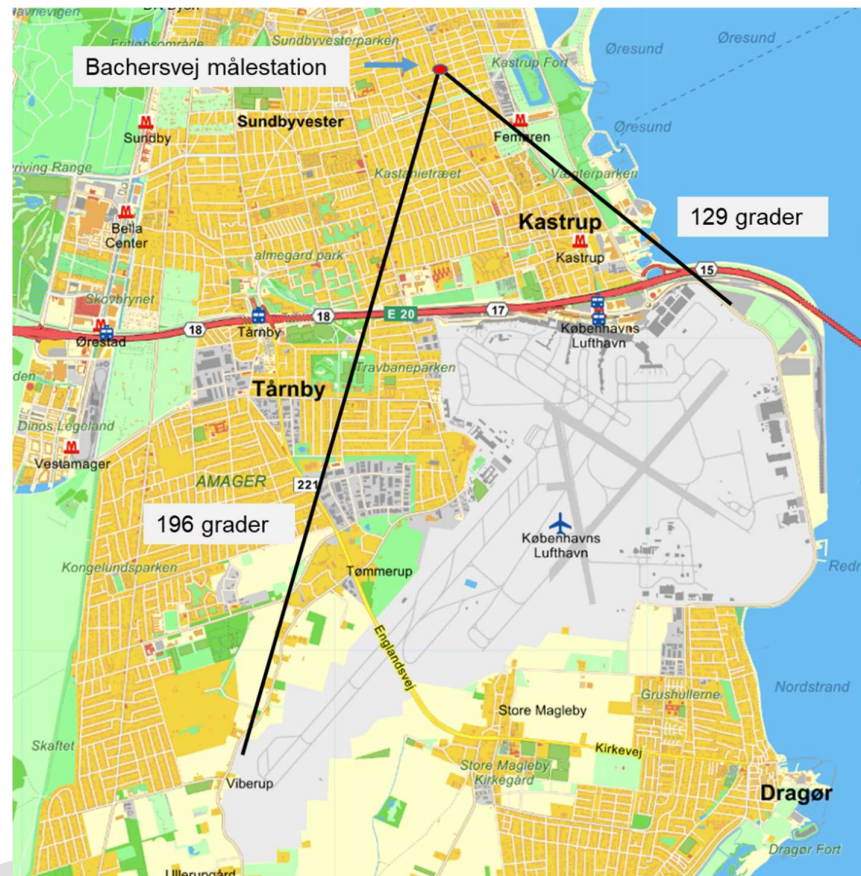 Sundbyvesterparken
Øresund
Øresund
Bachersvej målestation
Kastrup Fort
Sundby
Sundbyvester
Femøren
Øresund
riving Range
Kastanietræet
Vægterparken
Bella
Center
Kastrup
Kastrup
129 grader
almegard park
Skovbrynet
15
E 20
17
18
18
Tårnby
Ørestad
Københavns
Lufthavn
Travbaneparken
Tårnby
Dinos Legeland
Vestamager
AMAGER
221
196 grader
Københavns
Lufthavn
Kongelundsparken
Tømmerup
Redn
Englandsvej
Grushullerne
Nordstrand
Store Magleby
Skaftet
Kirkevej
Store Magleby
Kirkegård
Viberup
Dragør
Dragør Fort
Ullerupgård